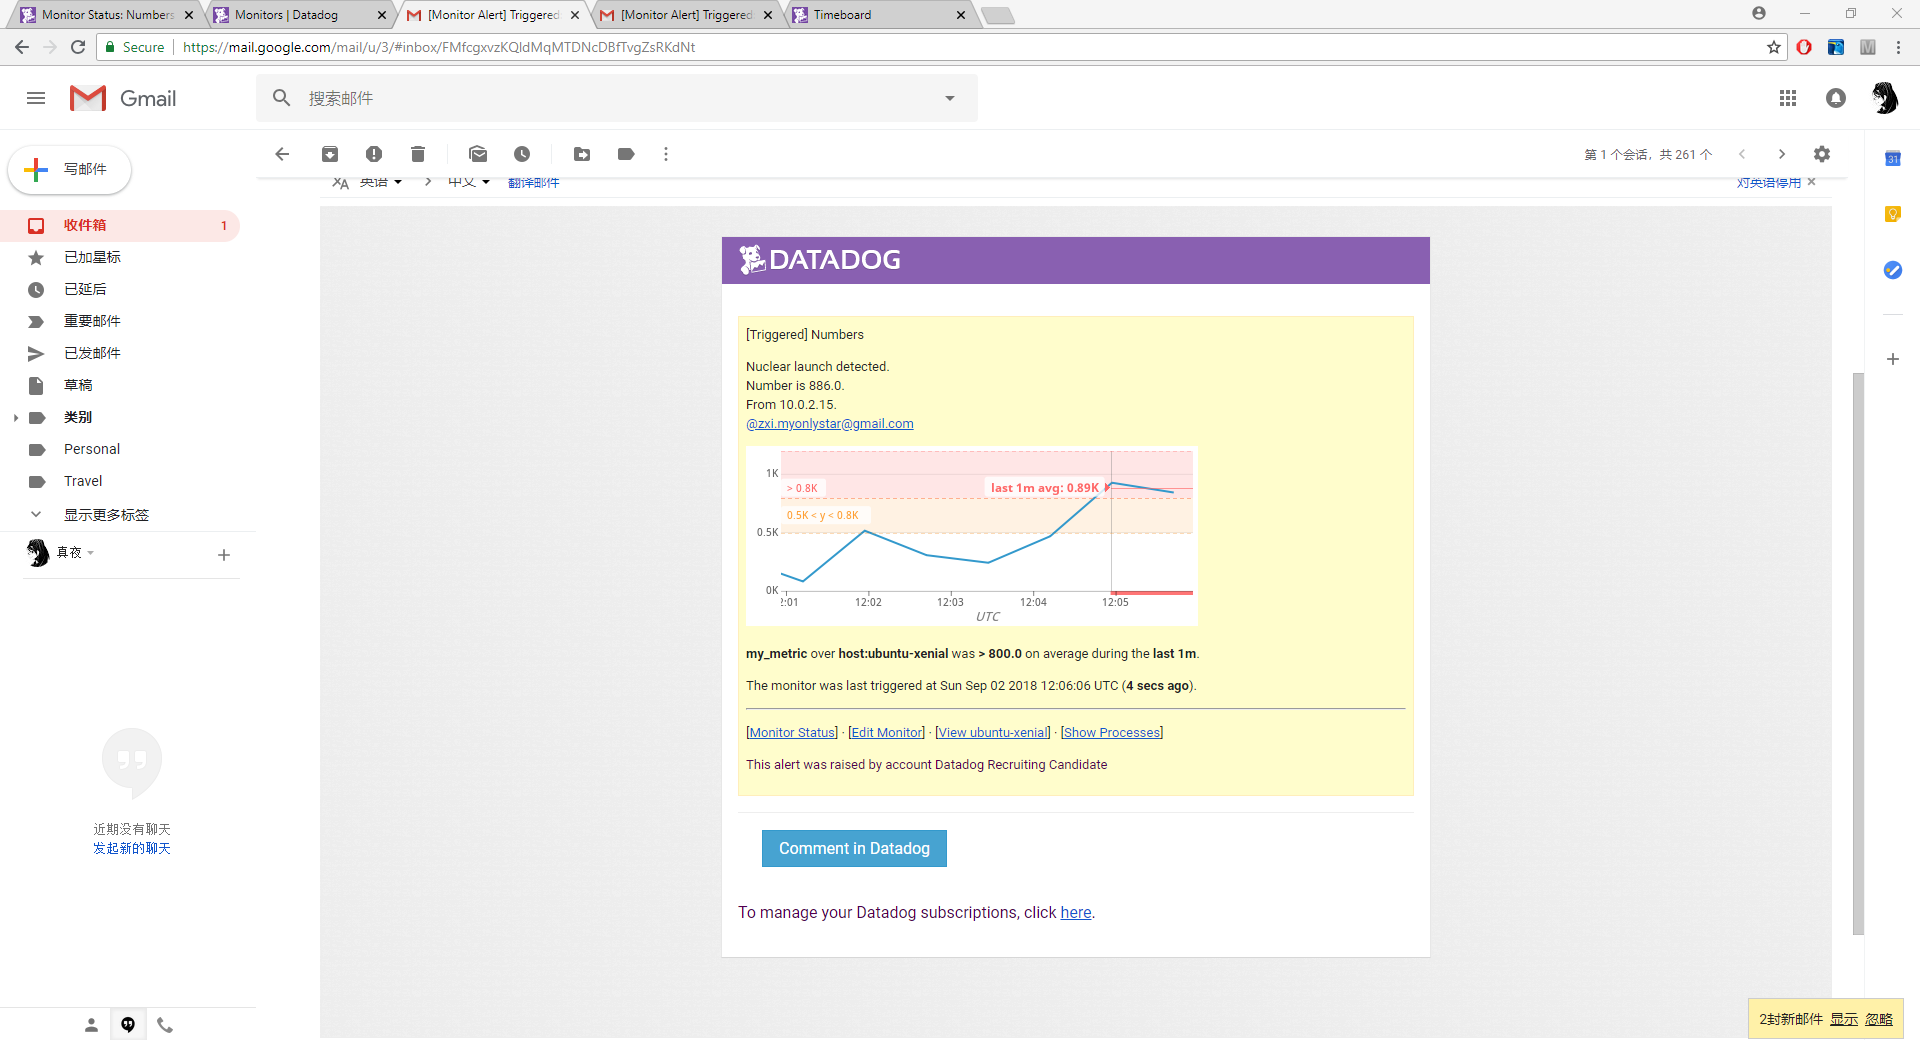 Monitor Status: Numbers
Monitors | Datadog
[Monitor Alert] Triggered
[Monitor Alert] Triggered
Timeboard
Secure
https://mail.google.com/mail/u/3/#inbox/FMfcgxvzKQldMqMTDNcDBfTvgZsRKdNt
Gmail
搜索邮件
写邮件
第 1 个会话，共 261 个
英语
中文
翻译邮件
对英语停用
收件箱 1
已加星标
已延后
重要邮件
已发邮件
草稿
类别
Personal
Travel
显示更多标签
真夜
近期没有聊天
发起新的聊天
DATADOG
[Triggered] Numbers
Nuclear launch detected.
Number is 886.0.
From 10.0.2.15.
@zxi.myonlystar@gmail.com
1K
> 0.8K
last 1m avg: 0.89K
0.5K < y < 0.8K
0.5K
0K
2:01 12:02 12:03 12:04 12:05
UTC
my_metric over host:ubuntu-xenial was > 800.0 on average during the last 1m.
The monitor was last triggered at Sun Sep 02 2018 12:06:06 UTC (4 secs ago).
[Monitor Status] · [Edit Monitor] · [View ubuntu-xenial] · [Show Processes]
This alert was raised by account Datadog Recruiting Candidate
Comment in Datadog
To manage your Datadog subscriptions, click here.
31
2封新邮件 显示 忽略